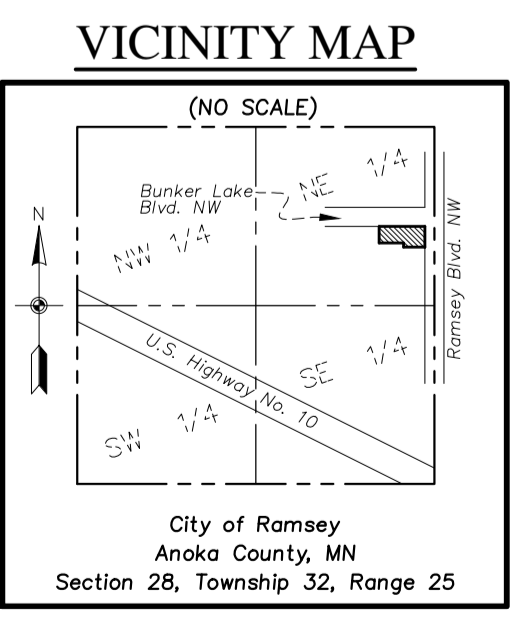 VICINITY MAP
(NO SCALE)
NE 1/4
Bunker Lake
Blvd. NW
NW 1/4
N
Ramsey Blvd. NW
U.S. Highway No. 10
SE 1/4
SW 1/4
City of Ramsey
Anoka County, MN
Section 28, Township 32, Range 25